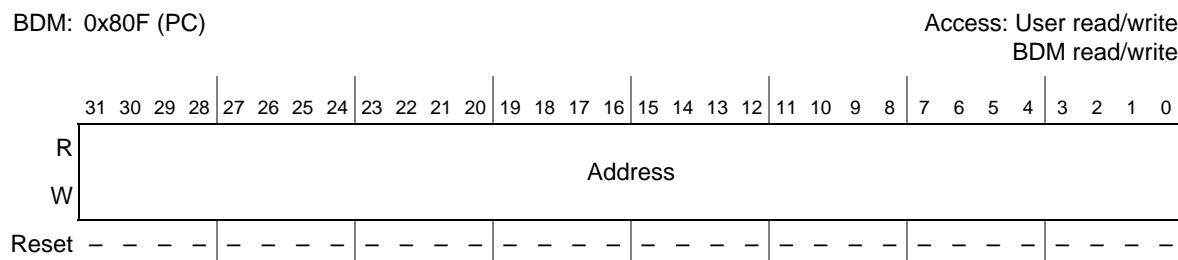 BDM: 0x80F (PC) Access: User read/write
BDM read/write
31 30 29 28 27 26 25 24 23 22 21 20 19 18 17 16 15 14 13 12 11 10 9 8 7 6 5 4 3 2 1 0
R
Address
W
Reset – – – – – – – – – – – – – – – – – – – – – – – – – – – – – – – –